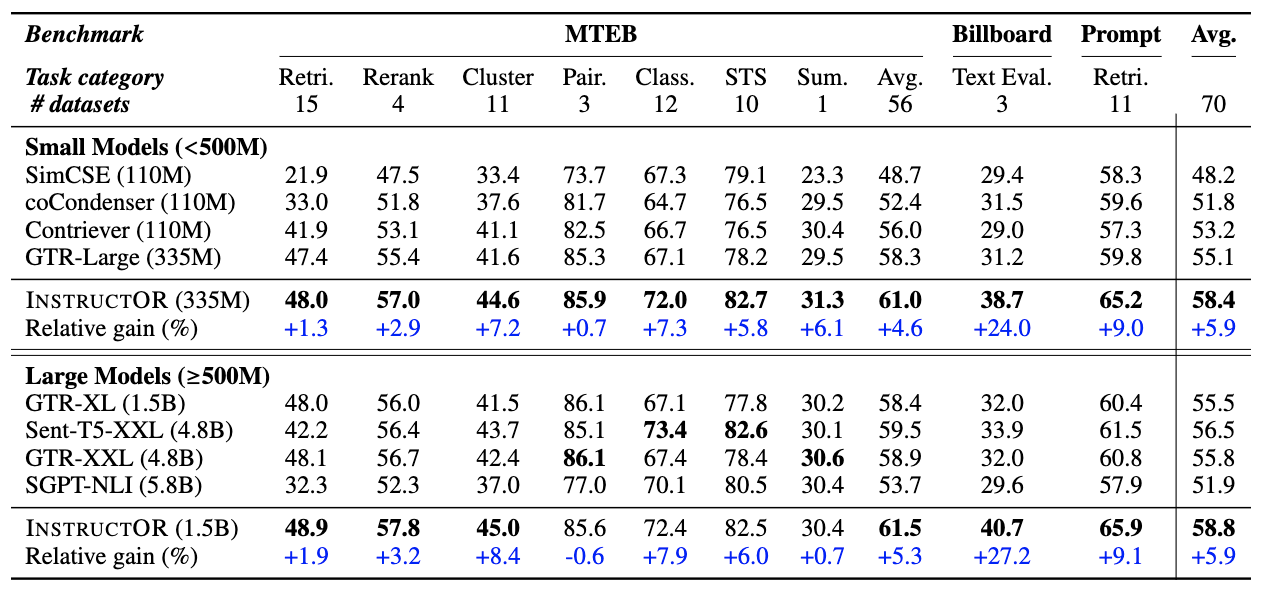 Benchmark MTEB Billboard Prompt Avg.
Task category Retri. Rerank Cluster Pair. Class. STS Sum. Avg. Text Eval. Retri.
# datasets 15 4 11 3 12 10 1 56 3 11 70
Small Models (<500M)
SimCSE (110M) 21.9 47.5 33.4 73.7 67.3 79.1 23.3 48.7 29.4 58.3 48.2
coCondenser (110M) 33.0 51.8 37.6 81.7 64.7 76.5 29.5 52.4 31.5 59.6 51.8
Contriever (110M) 41.9 53.1 41.1 82.5 66.7 76.5 30.4 56.0 29.0 57.3 53.2
GTR-Large (335M) 47.4 55.4 41.6 85.3 67.1 78.2 29.5 58.3 31.2 59.8 55.1
INSTRUCTOR (335M) 48.0 57.0 44.6 85.9 72.0 82.7 31.3 61.0 38.7 65.2 58.4
Relative gain (%) +1.3 +2.9 +7.2 +0.7 +7.3 +5.8 +6.1 +4.6 +24.0 +9.0 +5.9
Large Models (≥500M)
GTR-XL (1.5B) 48.0 56.0 41.5 86.1 67.1 77.8 30.2 58.4 32.0 60.4 55.5
Sent-T5-XXL (4.8B) 42.2 56.4 43.7 85.1 73.4 82.6 30.1 59.5 33.9 61.5 56.5
GTR-XXL (4.8B) 48.1 56.7 42.4 86.1 67.4 78.4 30.6 58.9 32.0 60.8 55.8
SGPT-NLI (5.8B) 32.3 52.3 37.0 77.0 70.1 80.5 30.4 53.7 29.6 57.9 51.9
INSTRUCTOR (1.5B) 48.9 57.8 45.0 85.6 72.4 82.5 30.4 61.5 40.7 65.9 58.8
Relative gain (%) +1.9 +3.2 +8.4 -0.6 +7.9 +6.0 +0.7 +5.3 +27.2 +9.1 +5.9